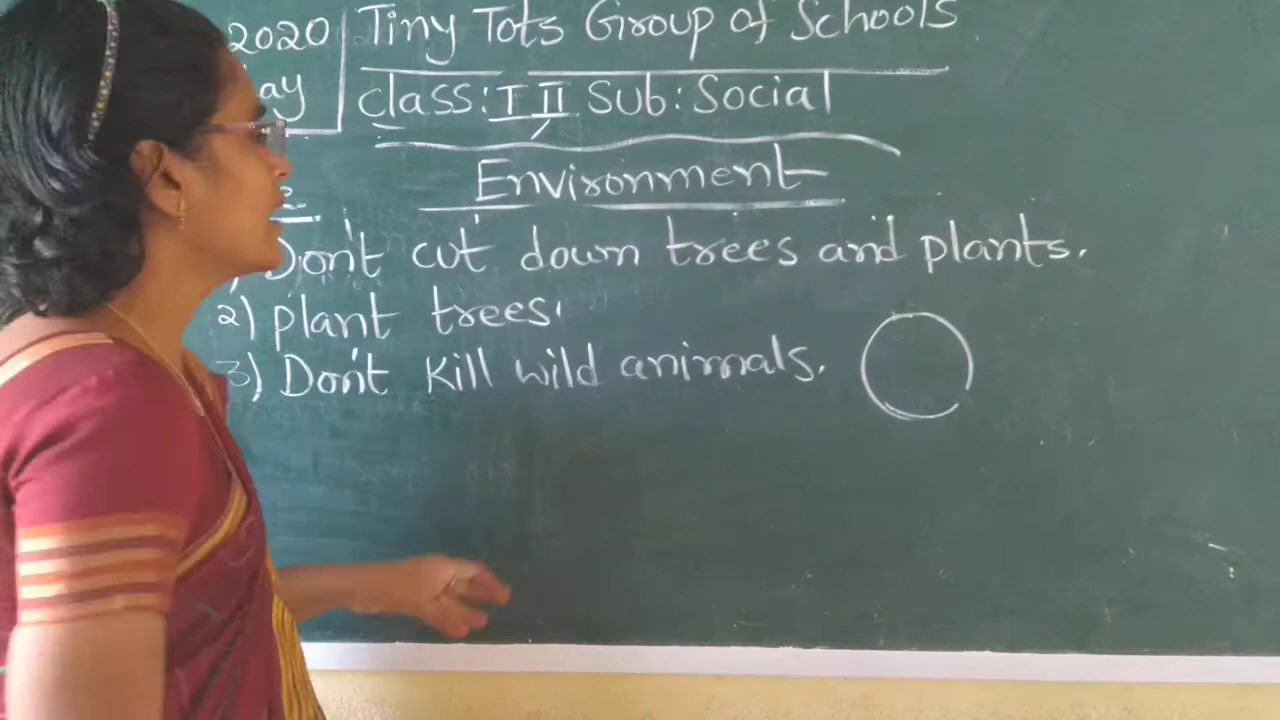 2020
Tiny Tots Group of Schools
ay
class: I II Sub: Social
Environment
Don't cut down trees and plants.
2) plant trees.
3) Don't kill wild animals.